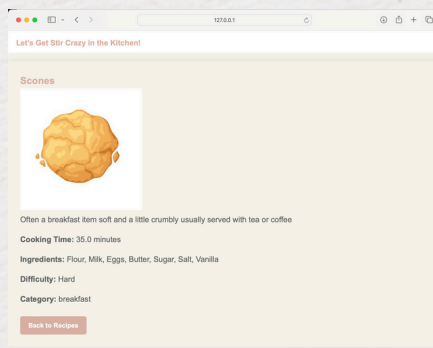 127.0.0.1
Let's Get Stir Crazy in the Kitchen!
Scones
Often a breakfast item soft and a little crumbly usually served with tea or coffee
Cooking Time: 35.0 minutes
Ingredients: Flour, Milk, Eggs, Butter, Sugar, Salt, Vanilla
Difficulty: Hard
Category: breakfast
Back to Recipes